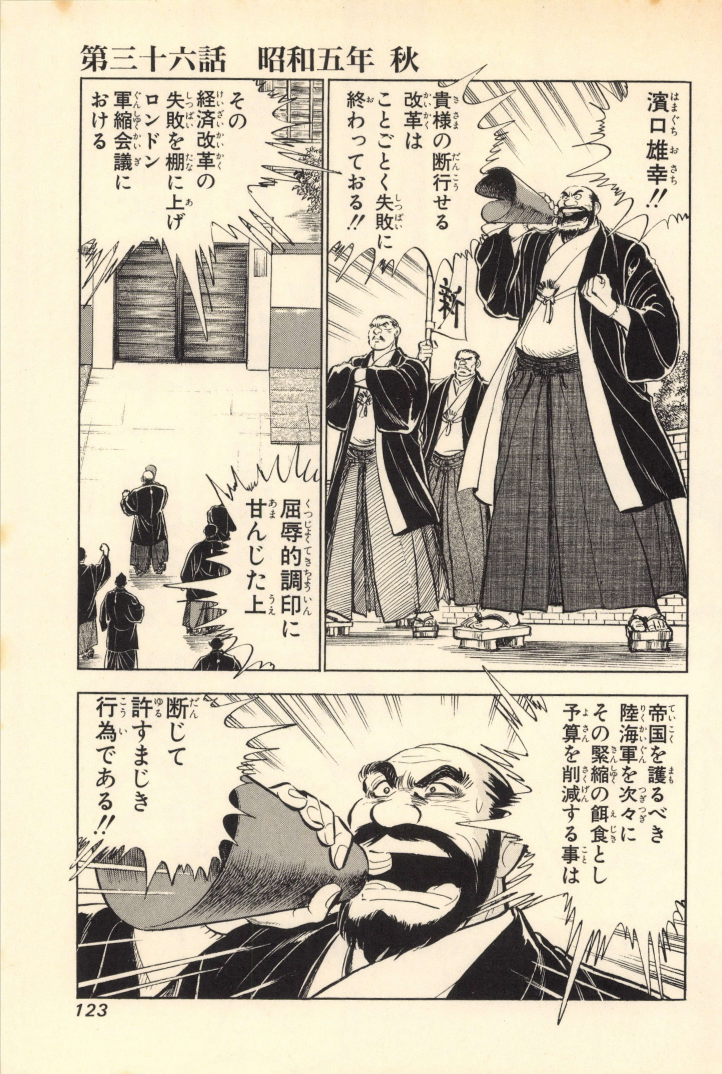 第三十六話　昭和五年 秋
濱口雄幸!!
貴様の断行せる
改革は
ことごとく失敗に
終わっておる!!
新
その
経済改革の
失敗を棚に上げ
ロンドン
軍縮会議に
おける
屈辱的調印に
甘んじた上
帝国を護るべき
陸海軍を次々に
その緊縮の餌食とし
予算を削減する事は
断じて
許すまじき
行為である!!
123